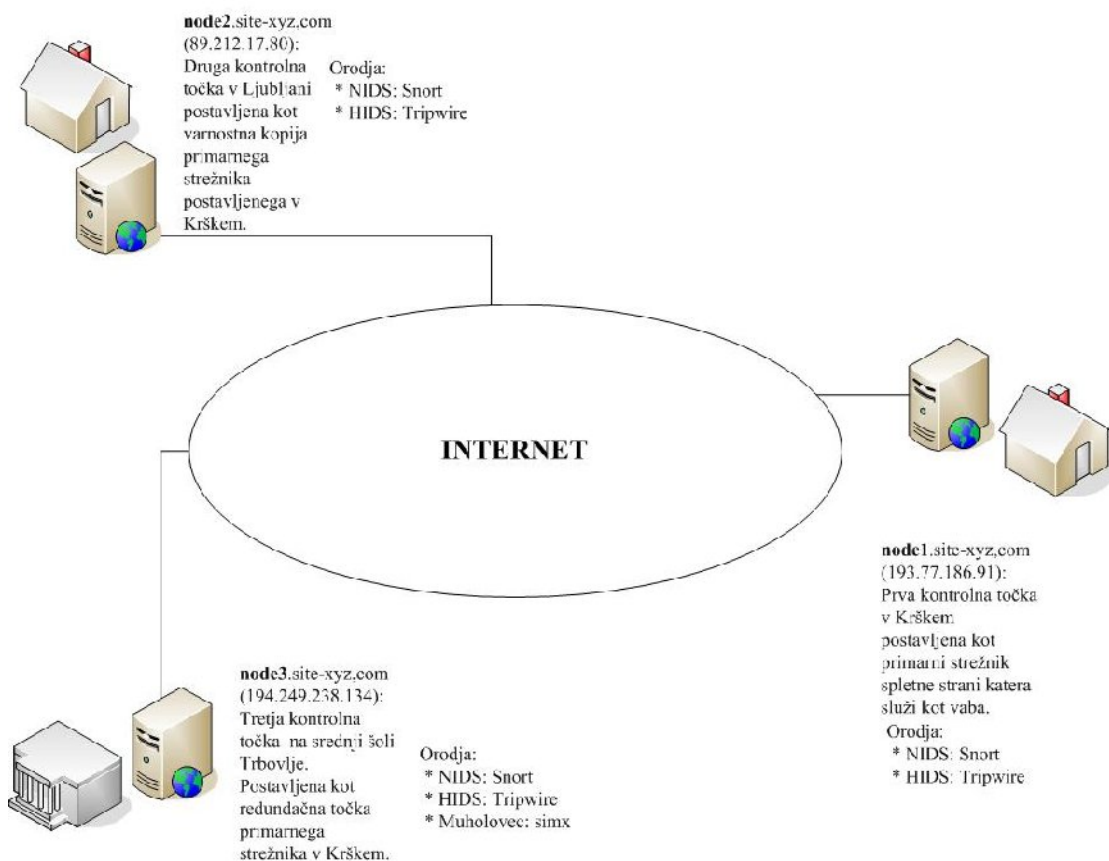 node2.site-xyz,com
(89.212.17.80):
Druga kontrolna
točka v Ljubljani
postavljena kot
varnostna kopija
primarnega
strežnika
postavljenega v
Krškem.
Orodja:
* NIDS: Snort
* HIDS: Tripwire
INTERNET
node1.site-xyz,com
(193.77.186.91):
Prva kontrolna točka
v Krškem
postavljena kot
primarni strežnik
spletne strani katera
služi kot vaba.
Orodja:
* NIDS: Snort
* HIDS: Tripwire
node3.site-xyz,com
(194.249.238.134):
Tretja kontrolna
točka na srednji šoli
Trbovlje.
Postavljena kot
redundačna točka
primarnega
strežnika v Krškem.
Orodja:
* NIDS: Snort
* HIDS: Tripwire
* Muholovec: simx